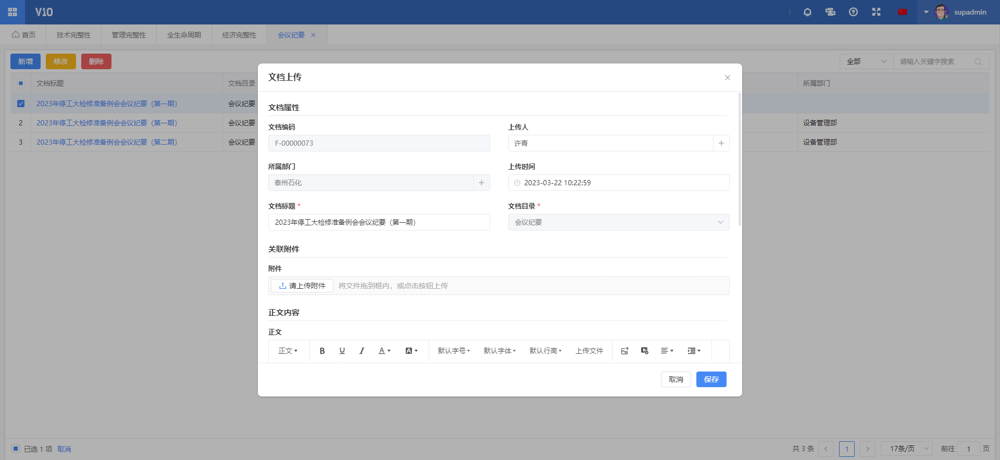 V10
supadmin
首页
技术完整性
管理完整性
全生命周期
经济完整性
会议纪要
新增
修改
删除
全部
请输入关键字搜索
文档标题
文档目录
所属部门
2023年停工大检修准备例会会议纪要（第一期）
会议纪要
2
2023年停工大检修准备例会会议纪要（第一期）
会议纪要
设备管理部
3
2023年停工大检修准备例会会议纪要（第二期）
会议纪要
设备管理部
文档上传
文档属性
文档编码
上传人
F-00000073
许青
所属部门
上传时间
泰州石化
2023-03-22 10:22:59
文档标题 *
文档目录 *
2023年停工大检修准备例会会议纪要（第一期）
会议纪要
关联附件
附件
请上传附件
将文件拖到框内，或点击按钮上传
正文内容
正文
正文 B U I A A 默认字号 默认字体 默认行高 上传文件
取消
保存
已选 1 项 取消
共 3 条
1
17条/页
前往 1 页